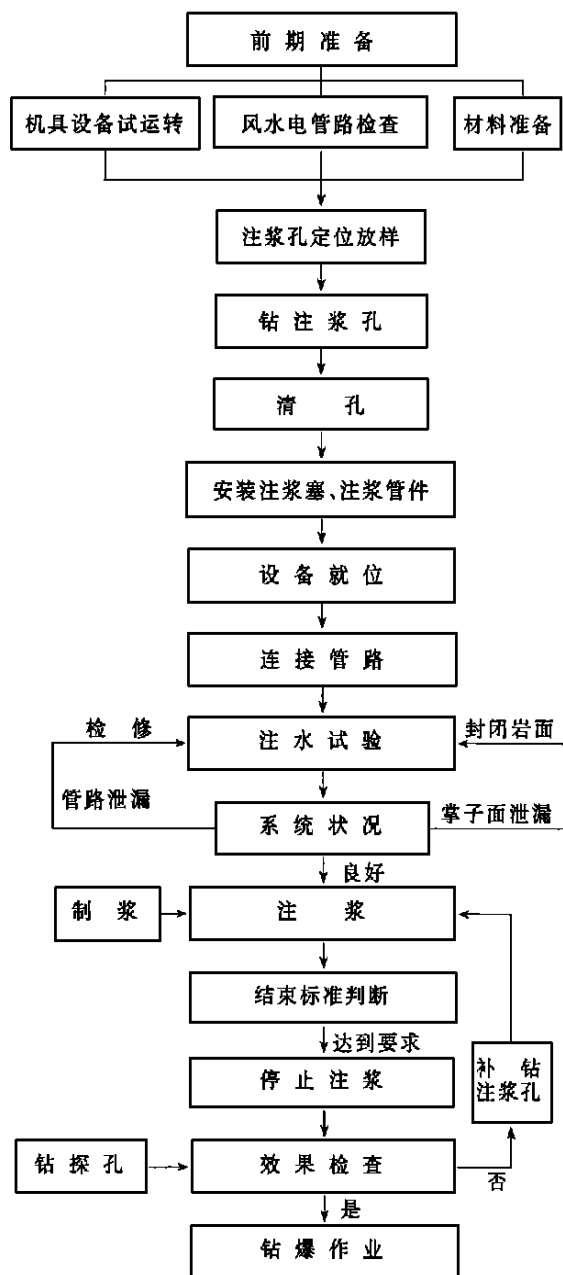 前期准备
机具设备试运转
风水电管路检查
材料准备
注浆孔定位放样
钻注浆孔
清孔
安装注浆塞、注浆管件
设备就位
连接管路
检修
注水试验
封闭岩面
管路泄漏
系统状况
掌子面泄漏
良好
制浆
注浆
结束标准判断
达到要求
停止注浆
补钻
注浆孔
钻探孔
效果检查
否
是
钻爆作业